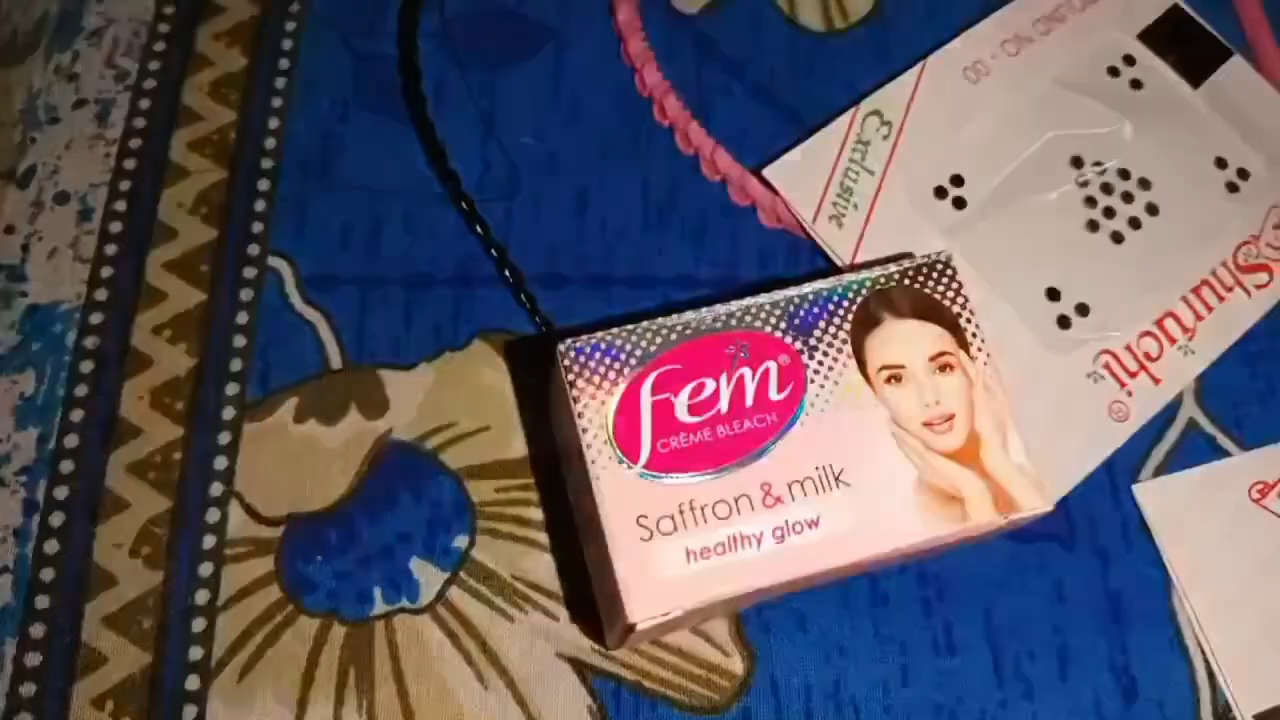 Exclusive
Shuruchi®
fem®
CRÈME BLEACH
Saffron & milk
healthy glow